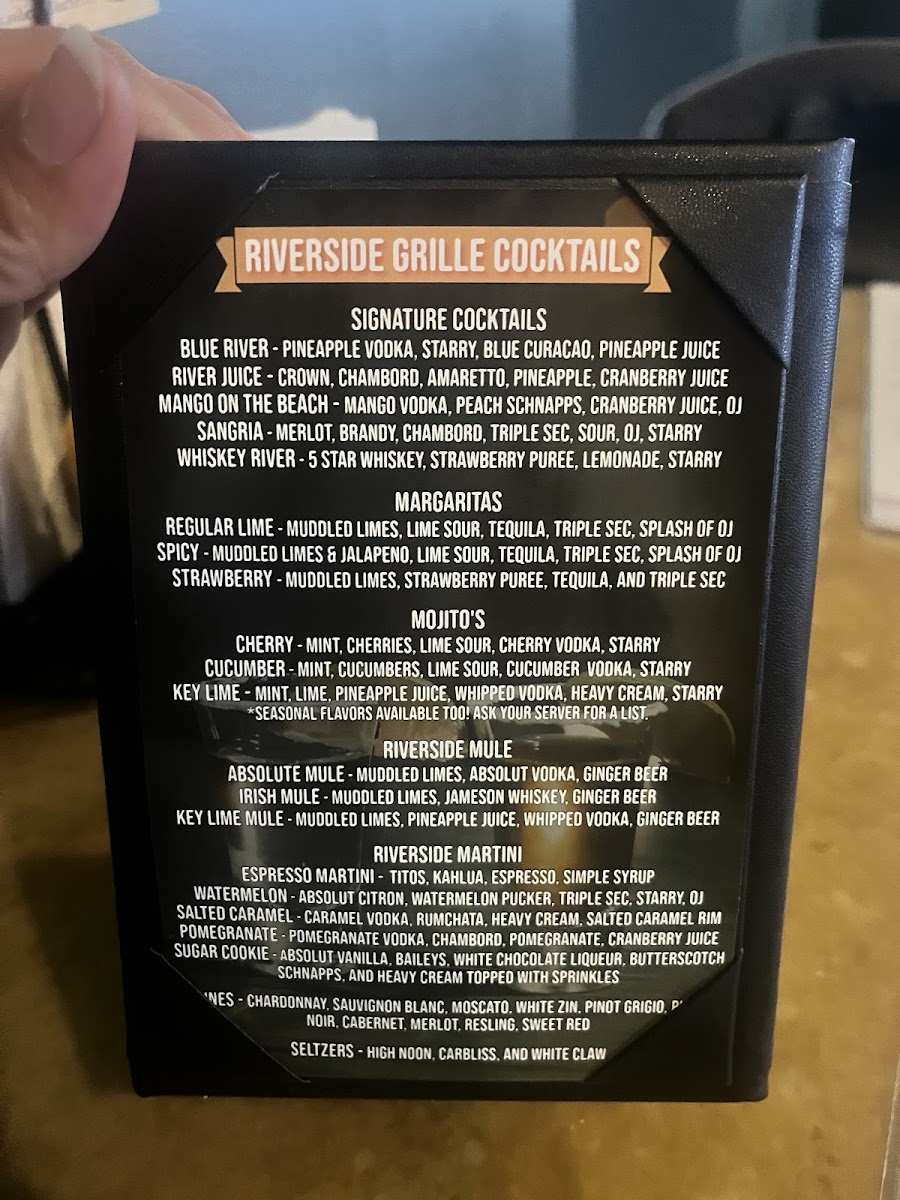 RIVERSIDE GRILLE COCKTAILS
SIGNATURE COCKTAILS
BLUE RIVER - PINEAPPLE VODKA, STARRY, BLUE CURACAO, PINEAPPLE JUICE
RIVER JUICE - CROWN, CHAMBORD, AMARETTO, PINEAPPLE, CRANBERRY JUICE
MANGO ON THE BEACH - MANGO VODKA, PEACH SCHNAPPS, CRANBERRY JUICE, OJ
SANGRIA - MERLOT, BRANDY, CHAMBORD, TRIPLE SEC, SOUR, OJ, STARRY
WHISKEY RIVER - 5 STAR WHISKEY, STRAWBERRY PUREE, LEMONADE, STARRY
MARGARITAS
REGULAR LIME - MUDDLED LIMES, LIME SOUR, TEQUILA, TRIPLE SEC, SPLASH OF OJ
SPICY - MUDDLED LIMES & JALAPENO, LIME SOUR, TEQUILA, TRIPLE SEC, SPLASH OF OJ
STRAWBERRY - MUDDLED LIMES, STRAWBERRY PUREE, TEQUILA, AND TRIPLE SEC
MOJITO'S
CHERRY - MINT, CHERRIES, LIME SOUR, CHERRY VODKA, STARRY
CUCUMBER - MINT, CUCUMBERS, LIME SOUR, CUCUMBER VODKA, STARRY
KEY LIME - MINT, LIME, PINEAPPLE JUICE, WHIPPED VODKA, HEAVY CREAM, STARRY
*SEASONAL FLAVORS AVAILABLE TOO! ASK YOUR SERVER FOR A LIST.
RIVERSIDE MULE
ABSOLUTE MULE - MUDDLED LIMES, ABSOLUT VODKA, GINGER BEER
IRISH MULE - MUDDLED LIMES, JAMESON WHISKEY, GINGER BEER
KEY LIME MULE - MUDDLED LIMES, PINEAPPLE JUICE, WHIPPED VODKA, GINGER BEER
RIVERSIDE MARTINI
ESPRESSO MARTINI - TITOS, KAHLUA, ESPRESSO, SIMPLE SYRUP
WATERMELON - ABSOLUT CITRON, WATERMELON PUCKER, TRIPLE SEC, STARRY, OJ
SALTED CARAMEL - CARAMEL VODKA, RUMCHATA, HEAVY CREAM, SALTED CARAMEL RIM
POMEGRANATE - POMEGRANATE VODKA, CHAMBORD, POMEGRANATE, CRANBERRY JUICE
SUGAR COOKIE - ABSOLUT VANILLA, BAILEYS, WHITE CHOCOLATE LIQUEUR, BUTTERSCOTCH
SCHNAPPS, AND HEAVY CREAM TOPPED WITH SPRINKLES
INES - CHARDONNAY, SAUVIGNON BLANC, MOSCATO, WHITE ZIN, PINOT GRIGIO,
NOIR, CABERNET, MERLOT, RESLING, SWEET RED
SELTZERS - HIGH NOON, CARBLISS, AND WHITE CLAW